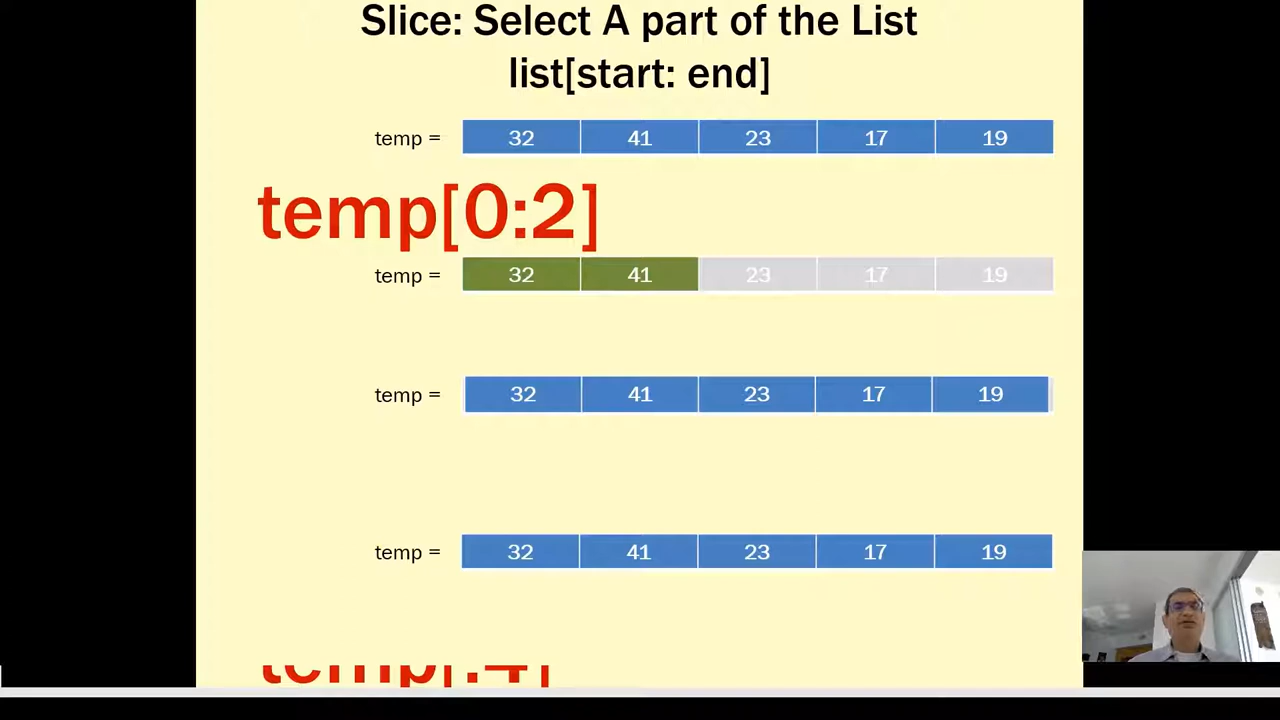 Slice: Select A part of the List
list[start: end]
temp = 32 41 23 17 19
temp[0:2]
temp = 32 41 23 17 19
temp = 32 41 23 17 19
temp = 32 41 23 17 19
temp[:4]